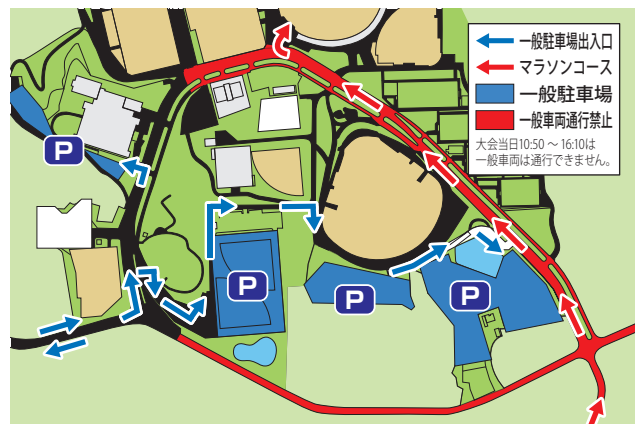 一般駐車場出入口
マラソンコース
一般駐車場
一般車両通行禁止
大会当日10:50 ~ 16:10は
一般車両は通行できません。
P
P
P
P